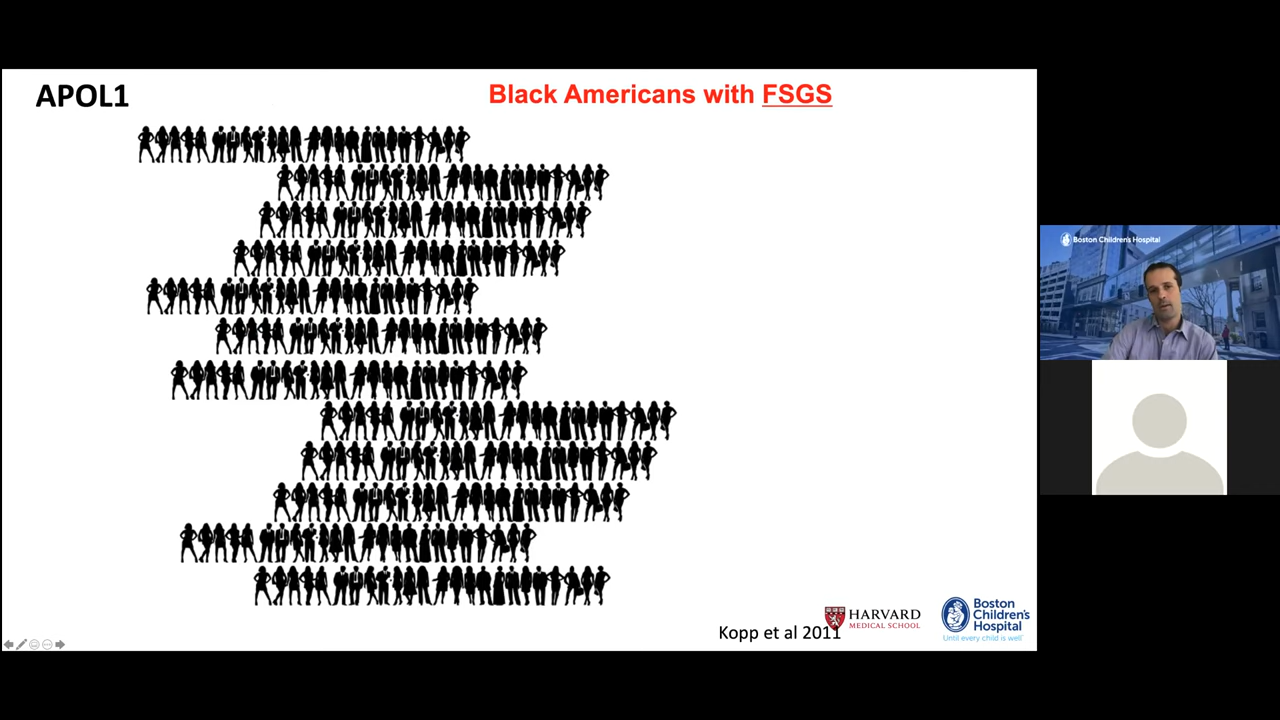 APOL1
Black Americans with FSGS
Boston Children's Hospital
Kopp et al 2011
HARVARD
MEDICAL SCHOOL
Boston
Children's
Hospital
Until every child is well